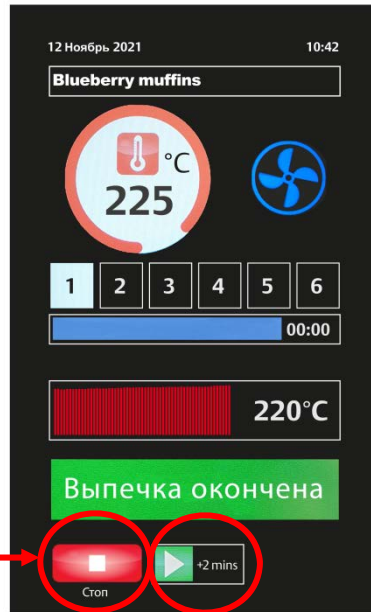 12 Ноябрь 2021 10:42
Blueberry muffins
°C
225
1 2 3 4 5 6
00:00
220°C
Выпечка окончена
+2 mins
Стоп